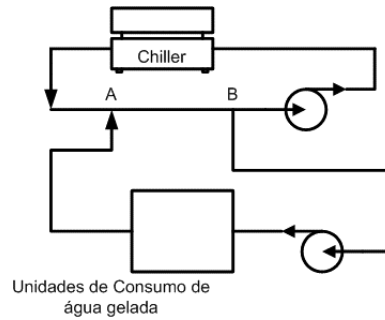 Chiller
A
B
Unidades de Consumo de
água gelada